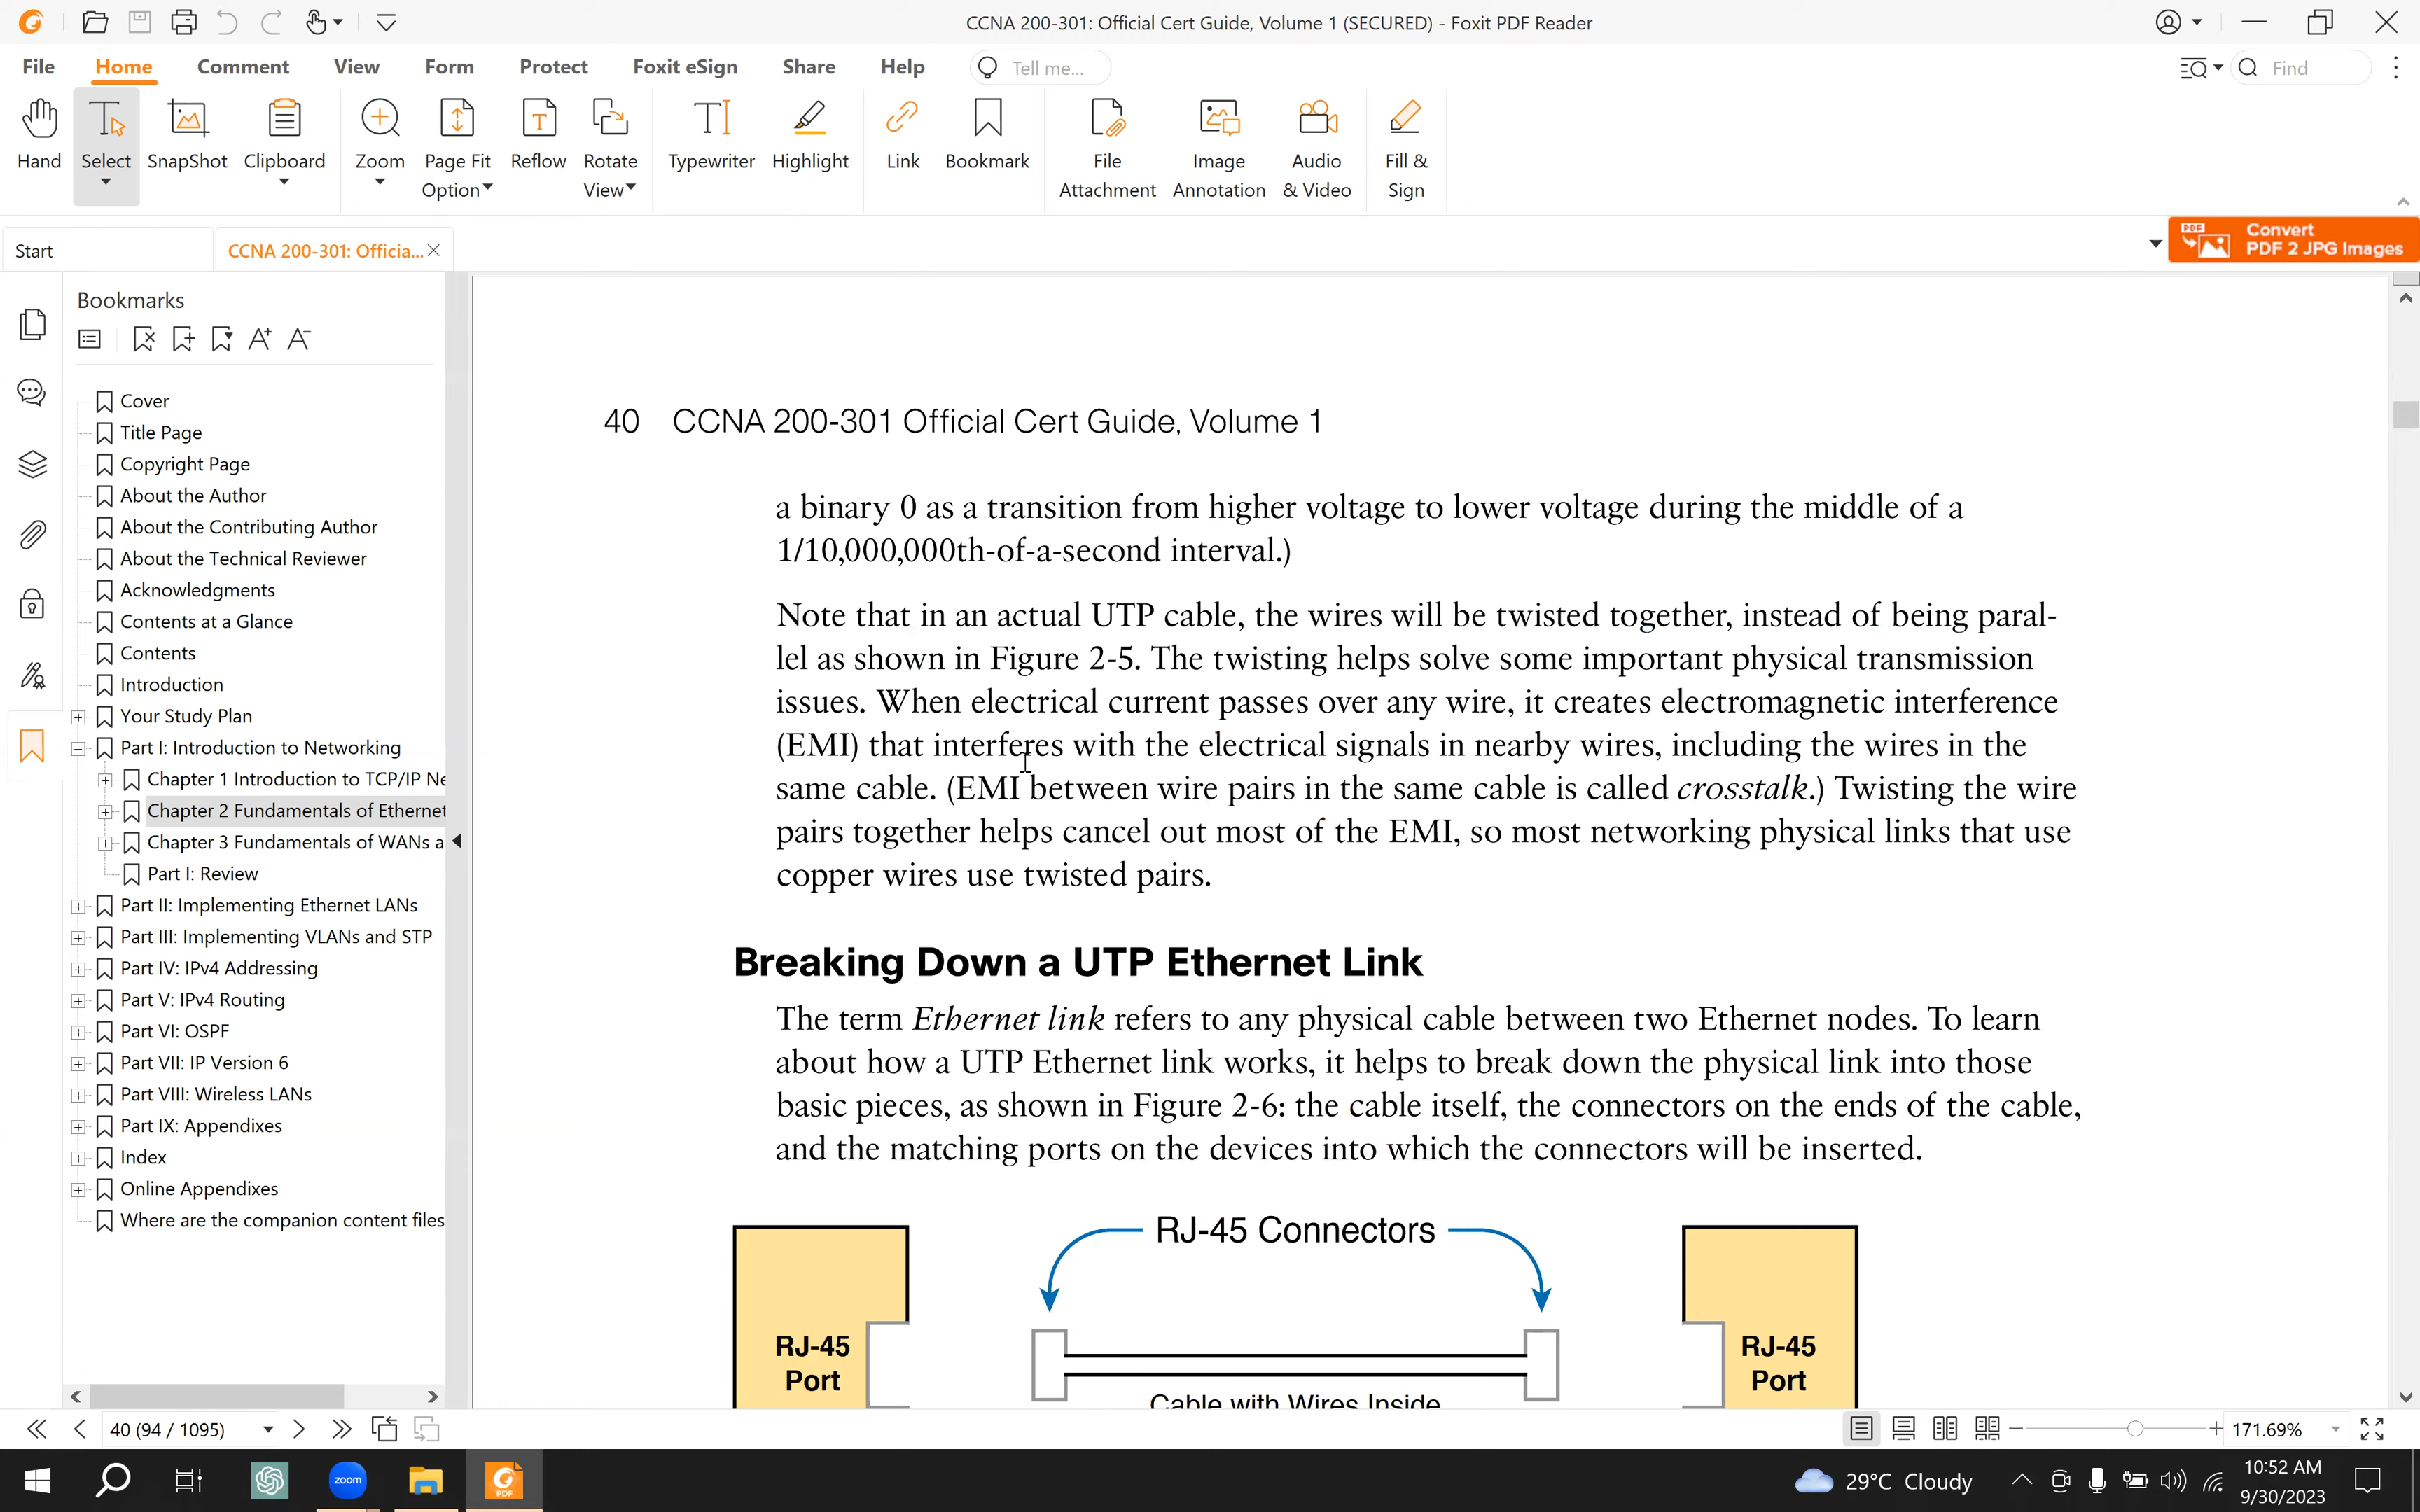 CCNA 200-301: Official Cert Guide, Volume 1 (SECURED) - Foxit PDF Reader
File Home Comment View Form Protect Foxit eSign Share Help Tell me... Find
Hand Select SnapShot Clipboard Zoom Page Fit Option Reflow Rotate View Typewriter Highlight Link Bookmark File Attachment Image Annotation Audio & Video Fill & Sign
Start
CCNA 200-301: Officia...
PDF
Convert
PDF 2 JPG Images
Bookmarks
Cover
Title Page
Copyright Page
About the Author
About the Contributing Author
About the Technical Reviewer
Acknowledgments
Contents at a Glance
Contents
Introduction
Your Study Plan
Part I: Introduction to Networking
Chapter 1 Introduction to TCP/IP Ne
Chapter 2 Fundamentals of Ethernet
Chapter 3 Fundamentals of WANs a
Part I: Review
Part II: Implementing Ethernet LANs
Part III: Implementing VLANs and STP
Part IV: IPv4 Addressing
Part V: IPv4 Routing
Part VI: OSPF
Part VII: IP Version 6
Part VIII: Wireless LANs
Part IX: Appendixes
Index
Online Appendixes
Where are the companion content files
40 CCNA 200-301 Official Cert Guide, Volume 1
a binary 0 as a transition from higher voltage to lower voltage during the middle of a
1/10,000,000th-of-a-second interval.)
Note that in an actual UTP cable, the wires will be twisted together, instead of being paral-
lel as shown in Figure 2-5. The twisting helps solve some important physical transmission
issues. When electrical current passes over any wire, it creates electromagnetic interference
(EMI) that interferes with the electrical signals in nearby wires, including the wires in the
same cable. (EMI between wire pairs in the same cable is called crosstalk.) Twisting the wire
pairs together helps cancel out most of the EMI, so most networking physical links that use
copper wires use twisted pairs.
Breaking Down a UTP Ethernet Link
The term Ethernet link refers to any physical cable between two Ethernet nodes. To learn
about how a UTP Ethernet link works, it helps to break down the physical link into those
basic pieces, as shown in Figure 2-6: the cable itself, the connectors on the ends of the cable,
and the matching ports on the devices into which the connectors will be inserted.
RJ-45 Connectors
RJ-45
Port
RJ-45
Port
Cable with Wires Inside
40 (94 / 1095)
171.69%
zoom
PDF
29°C Cloudy
10:52 AM
9/30/2023